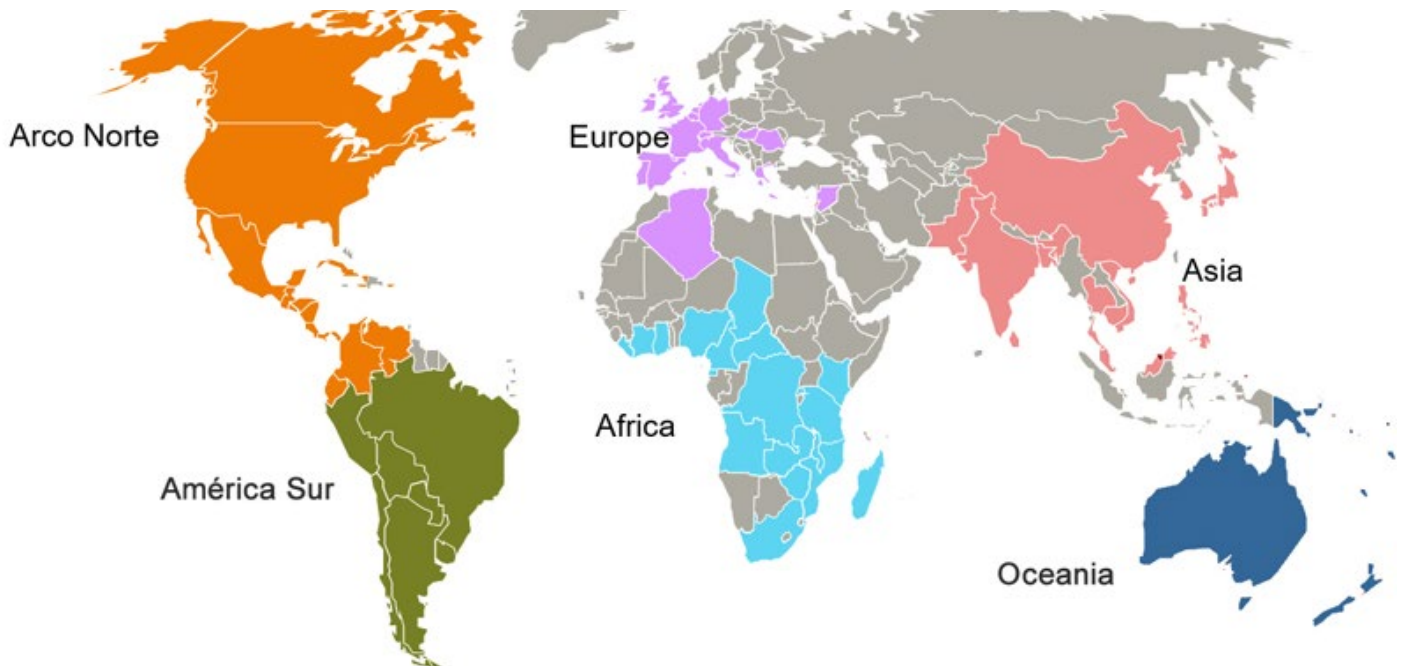 Arco Norte
Europe
Asia
Africa
América Sur
Oceania